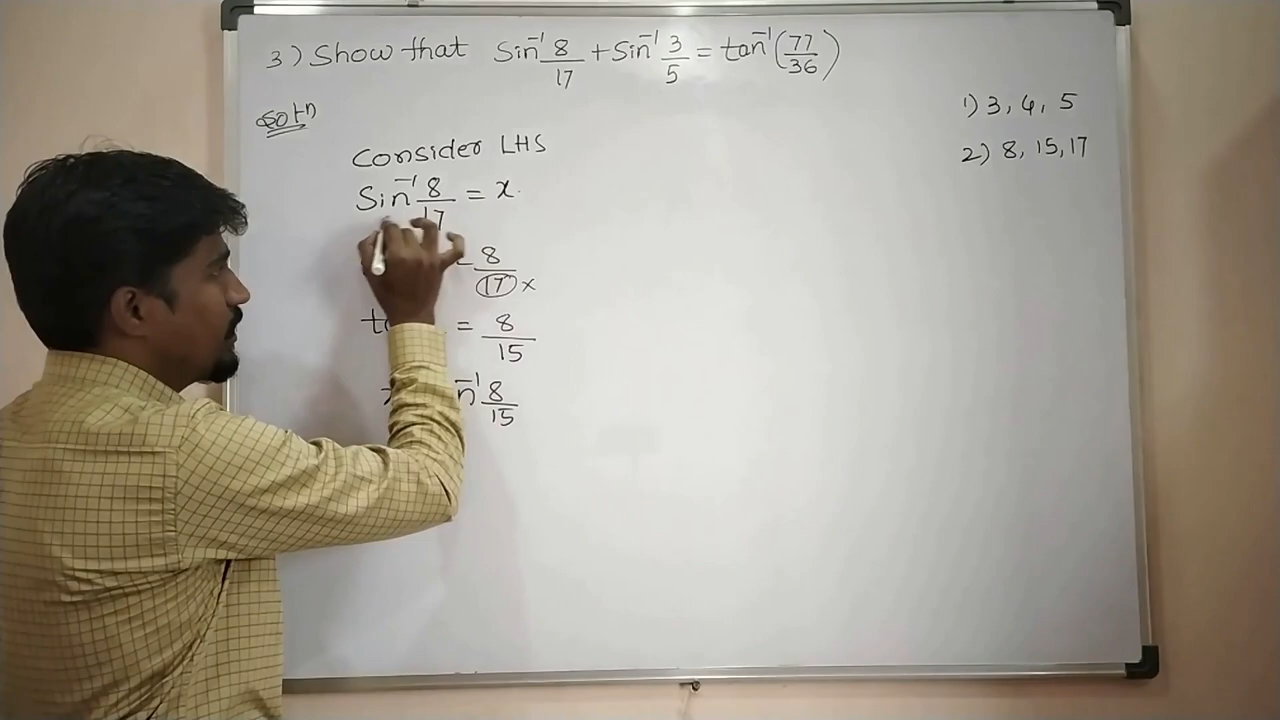 3) Show that Sin⁻¹ 8/17 + Sin⁻¹ 3/5 = tan⁻¹(77/36)
Sol⁻ⁿ
1) 3, 4, 5
2) 8, 15, 17
Consider LHS
Sin⁻¹ 8/17 = x
= 8/17 x
= 8/15
8/15